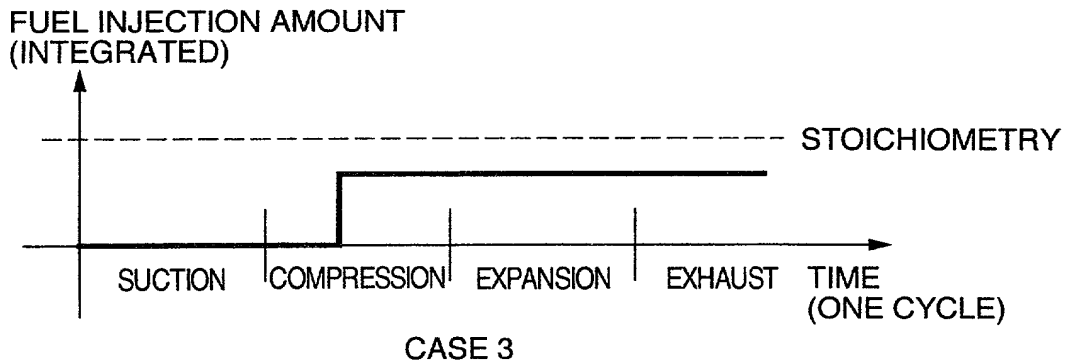 FUEL INJECTION AMOUNT
(INTEGRATED)
STOICHIOMETRY
SUCTION COMPRESSION EXPANSION EXHAUST TIME
(ONE CYCLE)
CASE 3